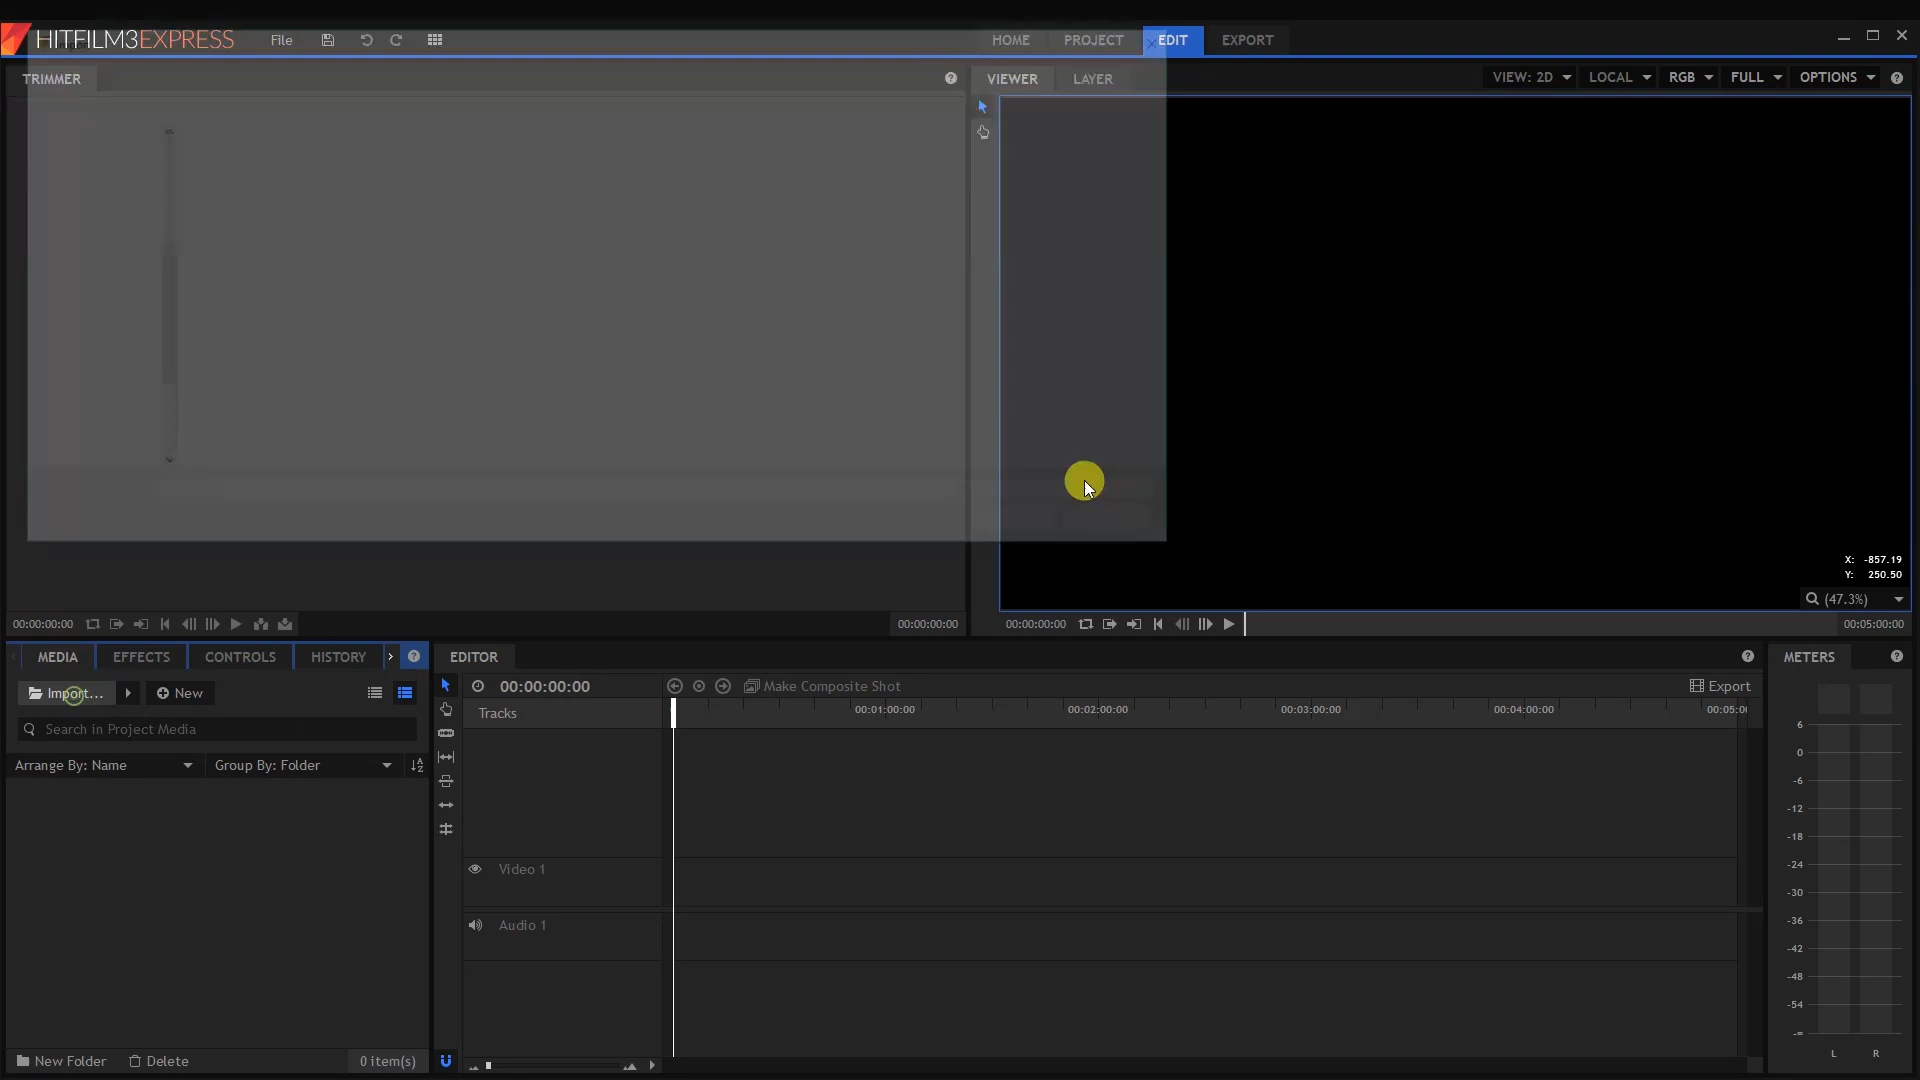 HITFILM3EXPRESS File HOME PROJECT EDIT EXPORT
TRIMMER VIEWER LAYER VIEW: 2D LOCAL RGB FULL OPTIONS
X: -857.19
Y: 250.50
(47.3%)
00:00:00:00 00:00:00:00 00:00:00:00 00:05:00:00
MEDIA EFFECTS CONTROLS HISTORY EDITOR METERS
Import... New 00:00:00:00 Make Composite Shot Export
Tracks 00:01:00:00 00:02:00:00 00:03:00:00 00:04:00:00 00:05:0
Search in Project Media
Arrange By: Name Group By: Folder
Video 1
Audio 1
6
0
-6
-12
-18
-24
-30
-36
-42
-48
-54
-∞
L R
New Folder Delete 0 item(s)